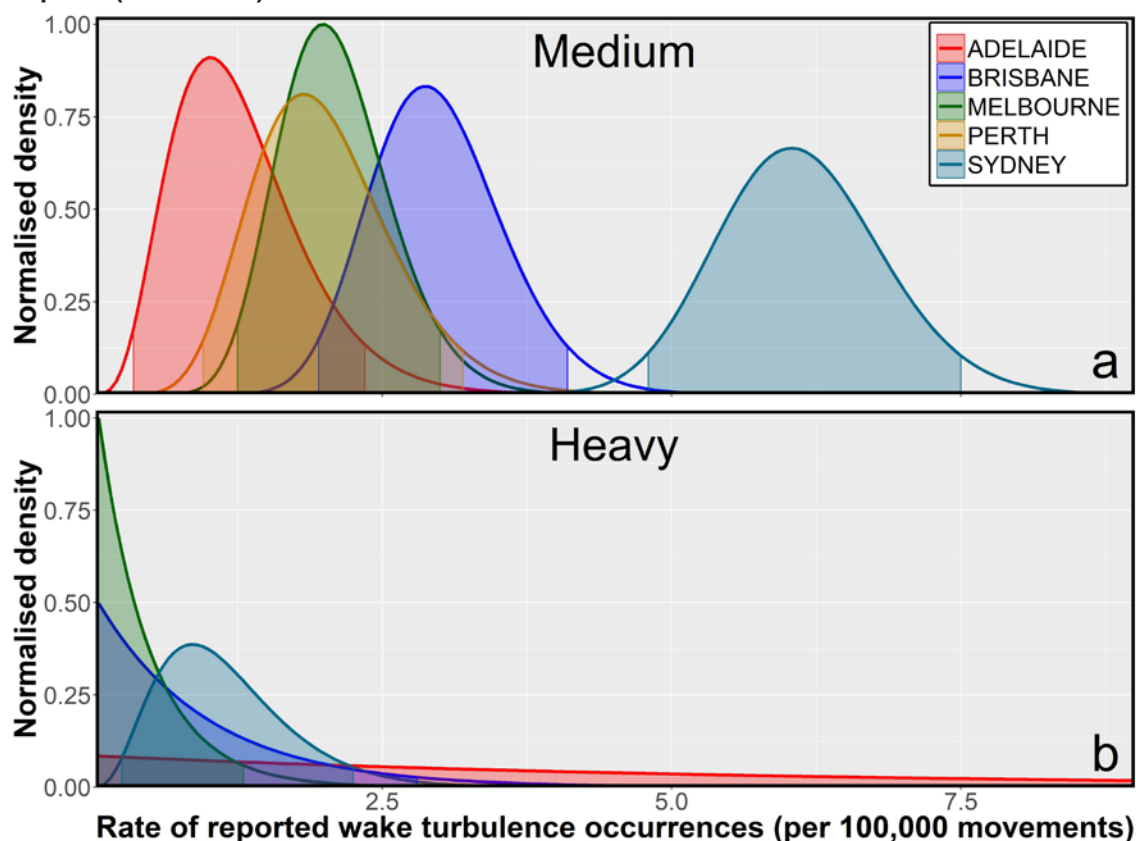 Medium
ADELAIDE
BRISBANE
MELBOURNE
PERTH
SYDNEY
Normalised density
1.00
0.75
0.50
0.25
0.00
a
Heavy
Normalised density
1.00
0.75
0.50
0.25
0.00
b
2.5 5.0 7.5
Rate of reported wake turbulence occurrences (per 100,000 movements)